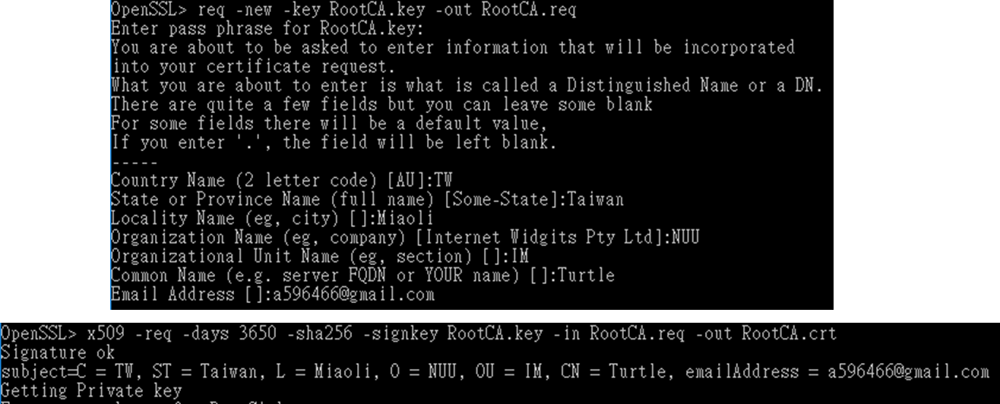 OpenSSL> req -new -key RootCA.key -out RootCA.req
Enter pass phrase for RootCA.key:
You are about to be asked to enter information that will be incorporated
into your certificate request.
What you are about to enter is what is called a Distinguished Name or a DN.
There are quite a few fields but you can leave some blank
For some fields there will be a default value,
If you enter '.', the field will be left blank.
-----
Country Name (2 letter code) [AU]:TW
State or Province Name (full name) [Some-State]:Taiwan
Locality Name (eg, city) []:Miaoli
Organization Name (eg, company) [Internet Widgits Pty Ltd]:NUU
Organizational Unit Name (eg, section) []:IM
Common Name (e.g. server FQDN or YOUR name) []:Turtle
Email Address []:a596466@gmail.com
OpenSSL> x509 -req -days 3650 -sha256 -signkey RootCA.key -in RootCA.req -out RootCA.crt
Signature ok
subject=C = TW, ST = Taiwan, L = Miaoli, O = NUU, OU = IM, CN = Turtle, emailAddress = a596466@gmail.com
Getting Private key